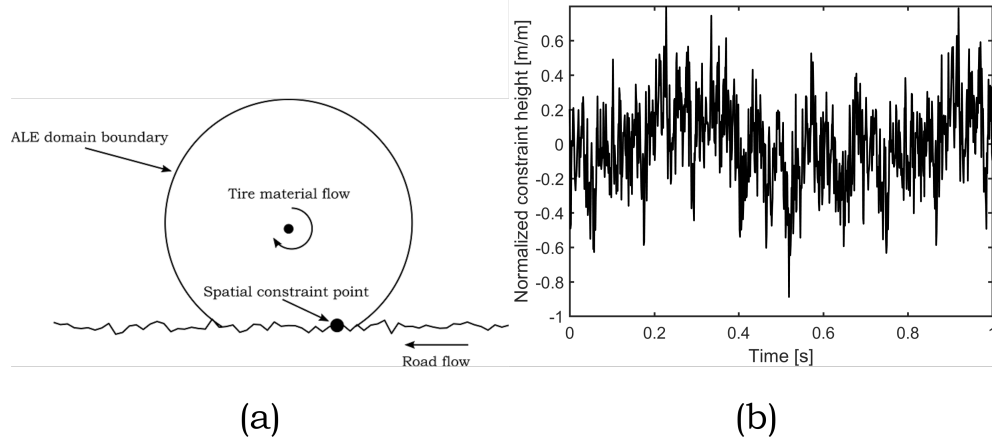 ALE domain boundary
Tire material flow
Spatial constraint point
Road flow
(a)
Normalized constraint height [m/m]
0.6
0.4
0.2
0
-0.2
-0.4
-0.6
-0.8
-1
0
0.2
0.4
0.6
0.8
1
Time [s]
(b)